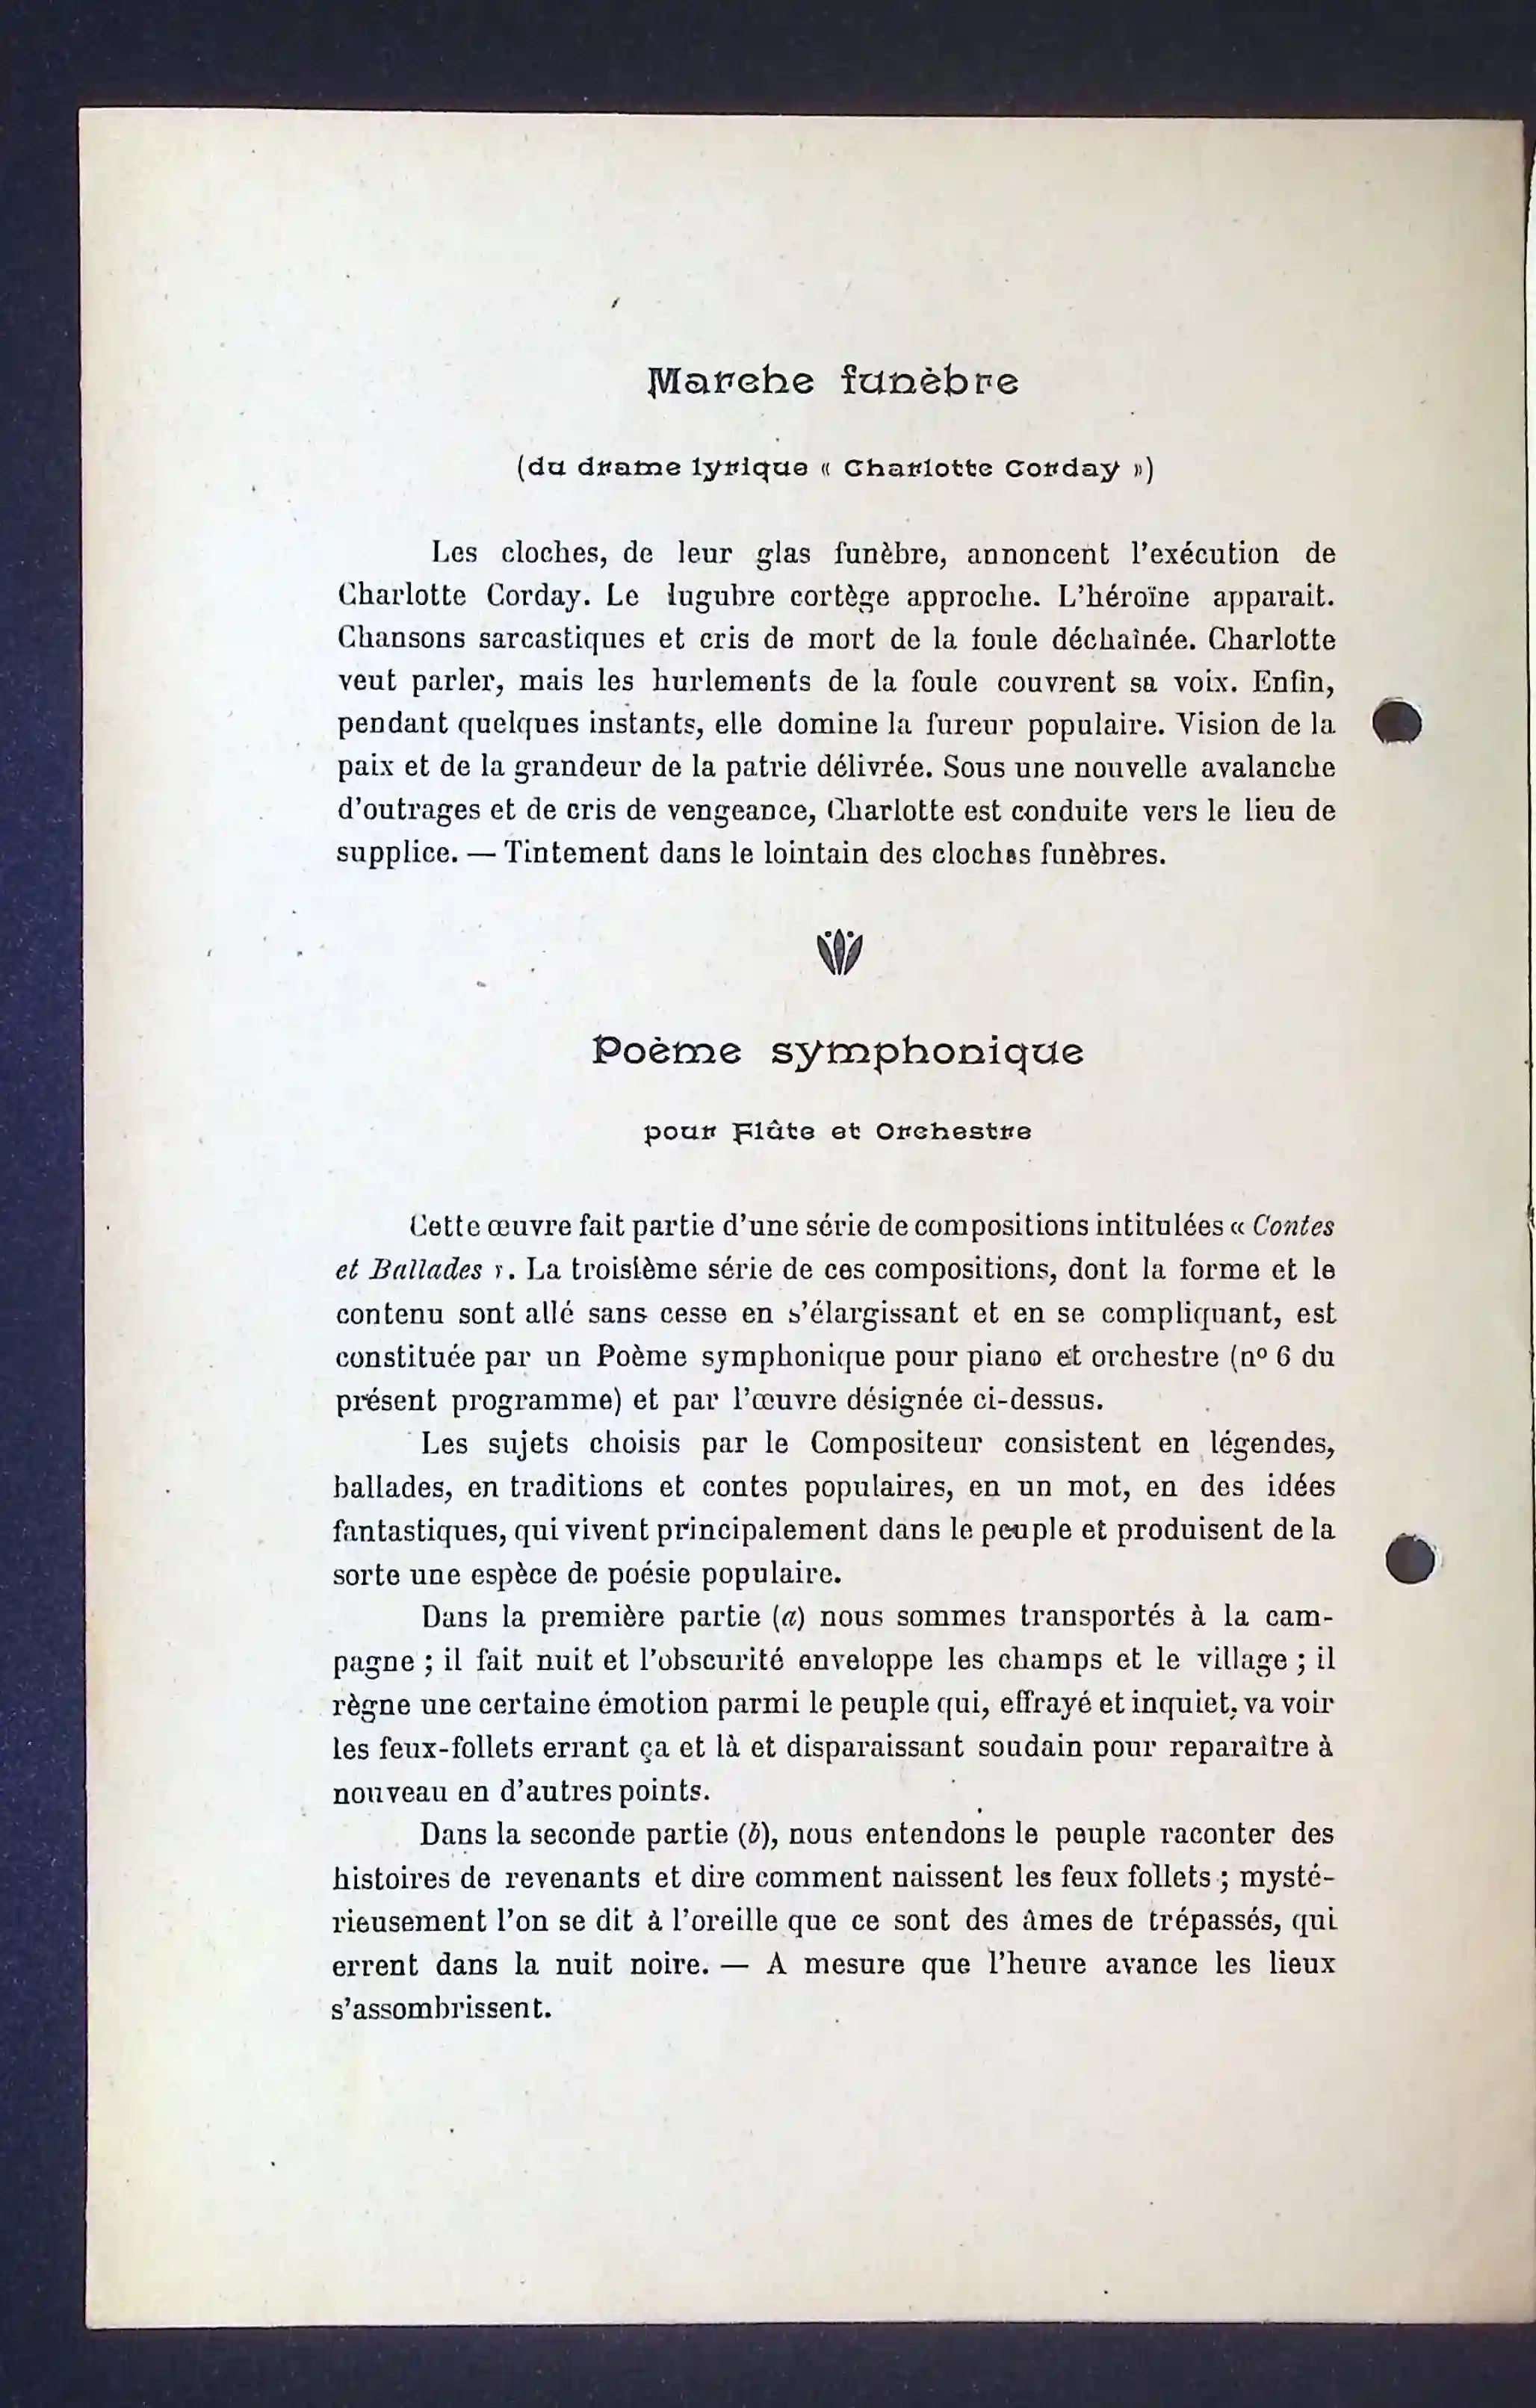 Marche funèbre
(du drame lyrique « Charlotte Corday »)
Les cloches, de leur glas funèbre, annoncent l'exécution de
Charlotte Corday. Le lugubre cortège approche. L'héroïne apparait.
Chansons sarcastiques et cris de mort de la foule déchaînée. Charlotte
veut parler, mais les hurlements de la foule couvrent sa voix. Enfin,
pendant quelques instants, elle domine la fureur populaire. Vision de la
paix et de la grandeur de la patrie délivrée. Sous une nouvelle avalanche
d'outrages et de cris de vengeance, Charlotte est conduite vers le lieu de
supplice. — Tintement dans le lointain des cloches funèbres.
Poème symphonique
pour Flûte et Orchestre
Cette œuvre fait partie d'une série de compositions intitulées « Contes
et Ballades ». La troisième série de ces compositions, dont la forme et le
contenu sont allé sans cesse en s'élargissant et en se compliquant, est
constituée par un Poème symphonique pour piano et orchestre (nº 6 du
présent programme) et par l'œuvre désignée ci-dessus.
Les sujets choisis par le Compositeur consistent en légendes,
ballades, en traditions et contes populaires, en un mot, en des idées
fantastiques, qui vivent principalement dans le peuple et produisent de la
sorte une espèce de poésie populaire.
Dans la première partie (a) nous sommes transportés à la cam-
pagne ; il fait nuit et l'obscurité enveloppe les champs et le village ; il
règne une certaine émotion parmi le peuple qui, effrayé et inquiet, va voir
les feux-follets errant ça et là et disparaissant soudain pour reparaître à
nouveau en d'autres points.
Dans la seconde partie (b), nous entendons le peuple raconter des
histoires de revenants et dire comment naissent les feux follets ; mysté-
rieusement l'on se dit à l'oreille que ce sont des âmes de trépassés, qui
errent dans la nuit noire. — A mesure que l'heure avance les lieux
s'assombrissent.